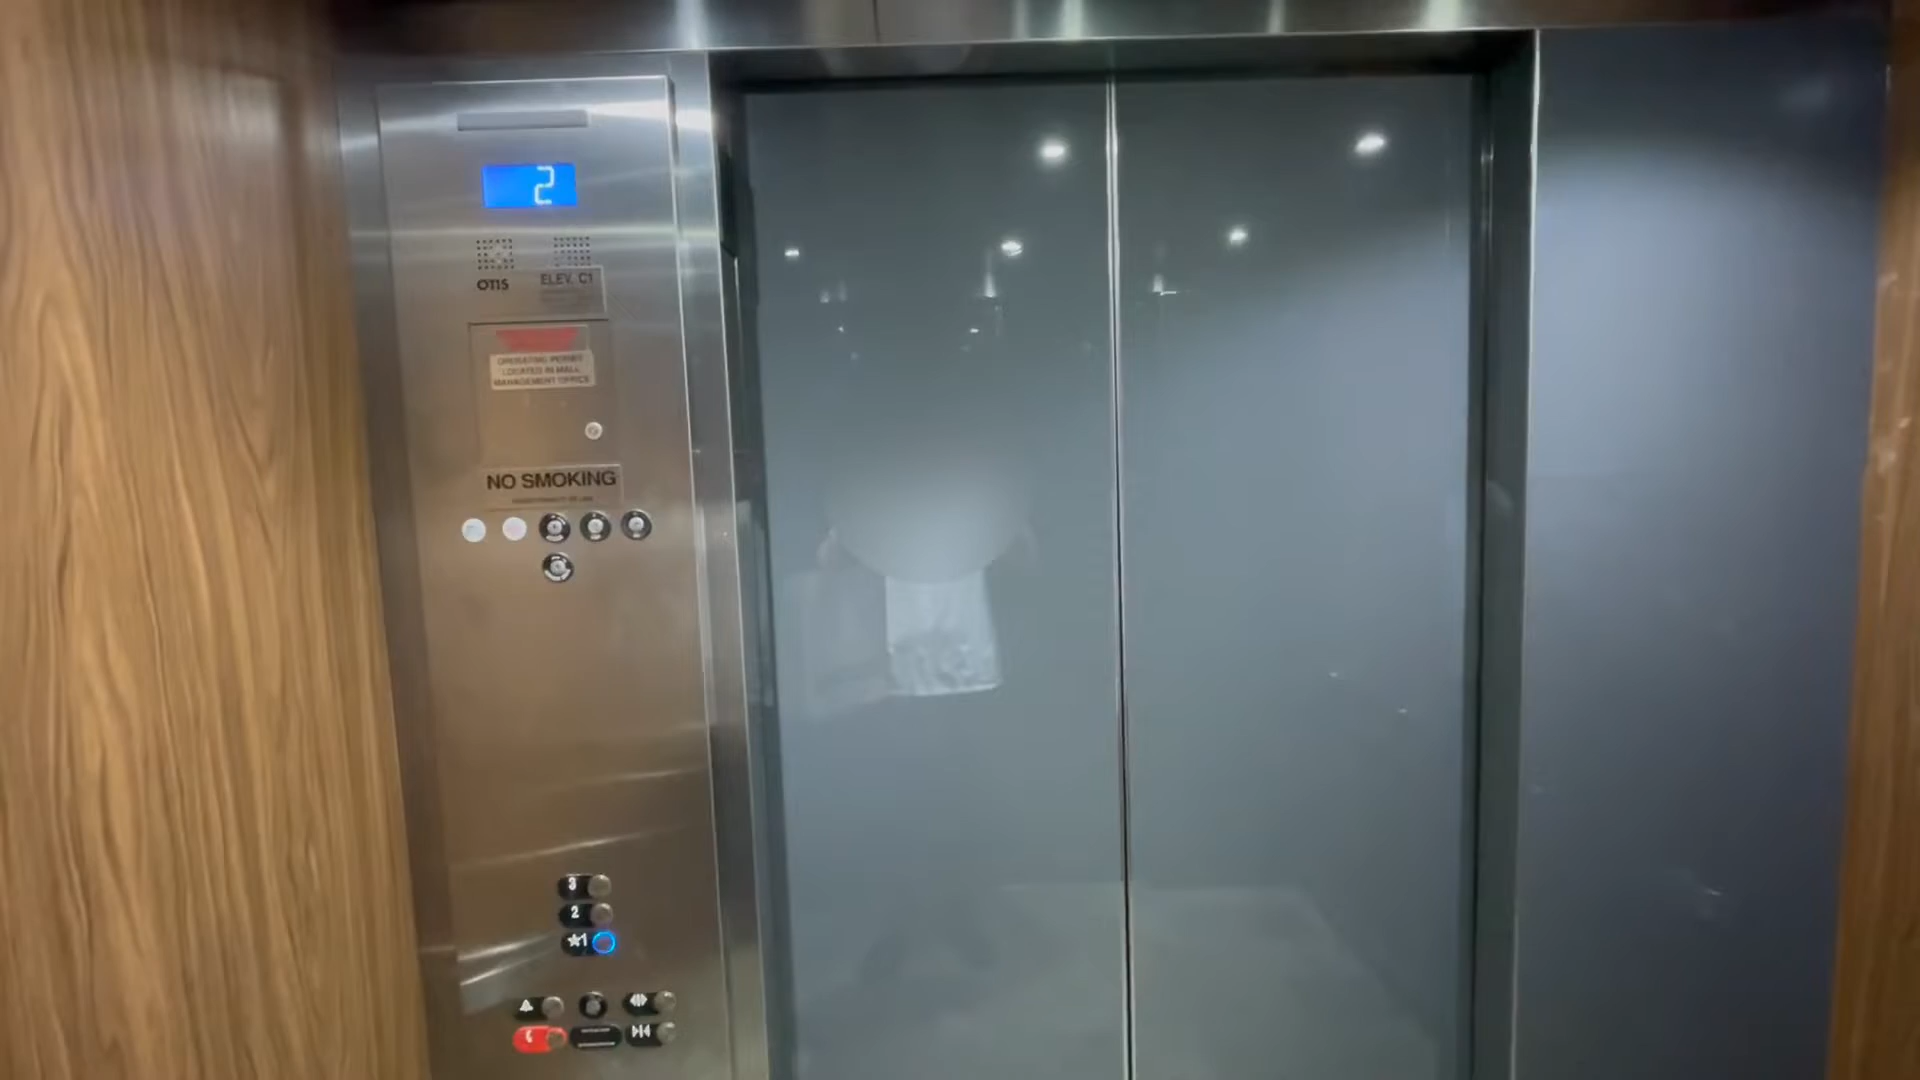 2
OTIS
ELEV. C1
OPERATING PERMIT
LOCATED IN MALL
MANAGEMENT OFFICE
NO SMOKING
3
2
★1